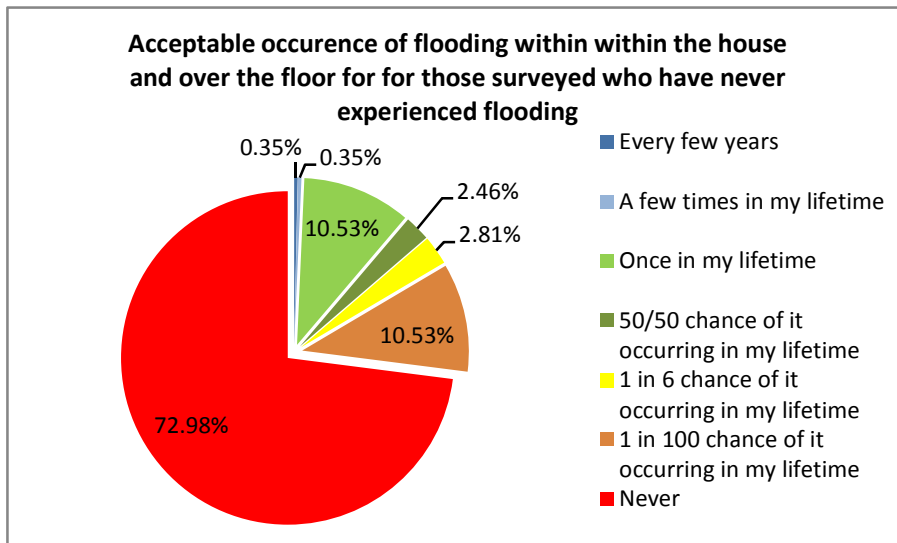 Acceptable occurence of flooding within within the house
and over the floor for for those surveyed who have never
experienced flooding
0.35%
0.35%
2.46%
2.81%
10.53%
10.53%
72.98%
Every few years
A few times in my lifetime
Once in my lifetime
50/50 chance of it
occurring in my lifetime
1 in 6 chance of it
occurring in my lifetime
1 in 100 chance of it
occurring in my lifetime
Never